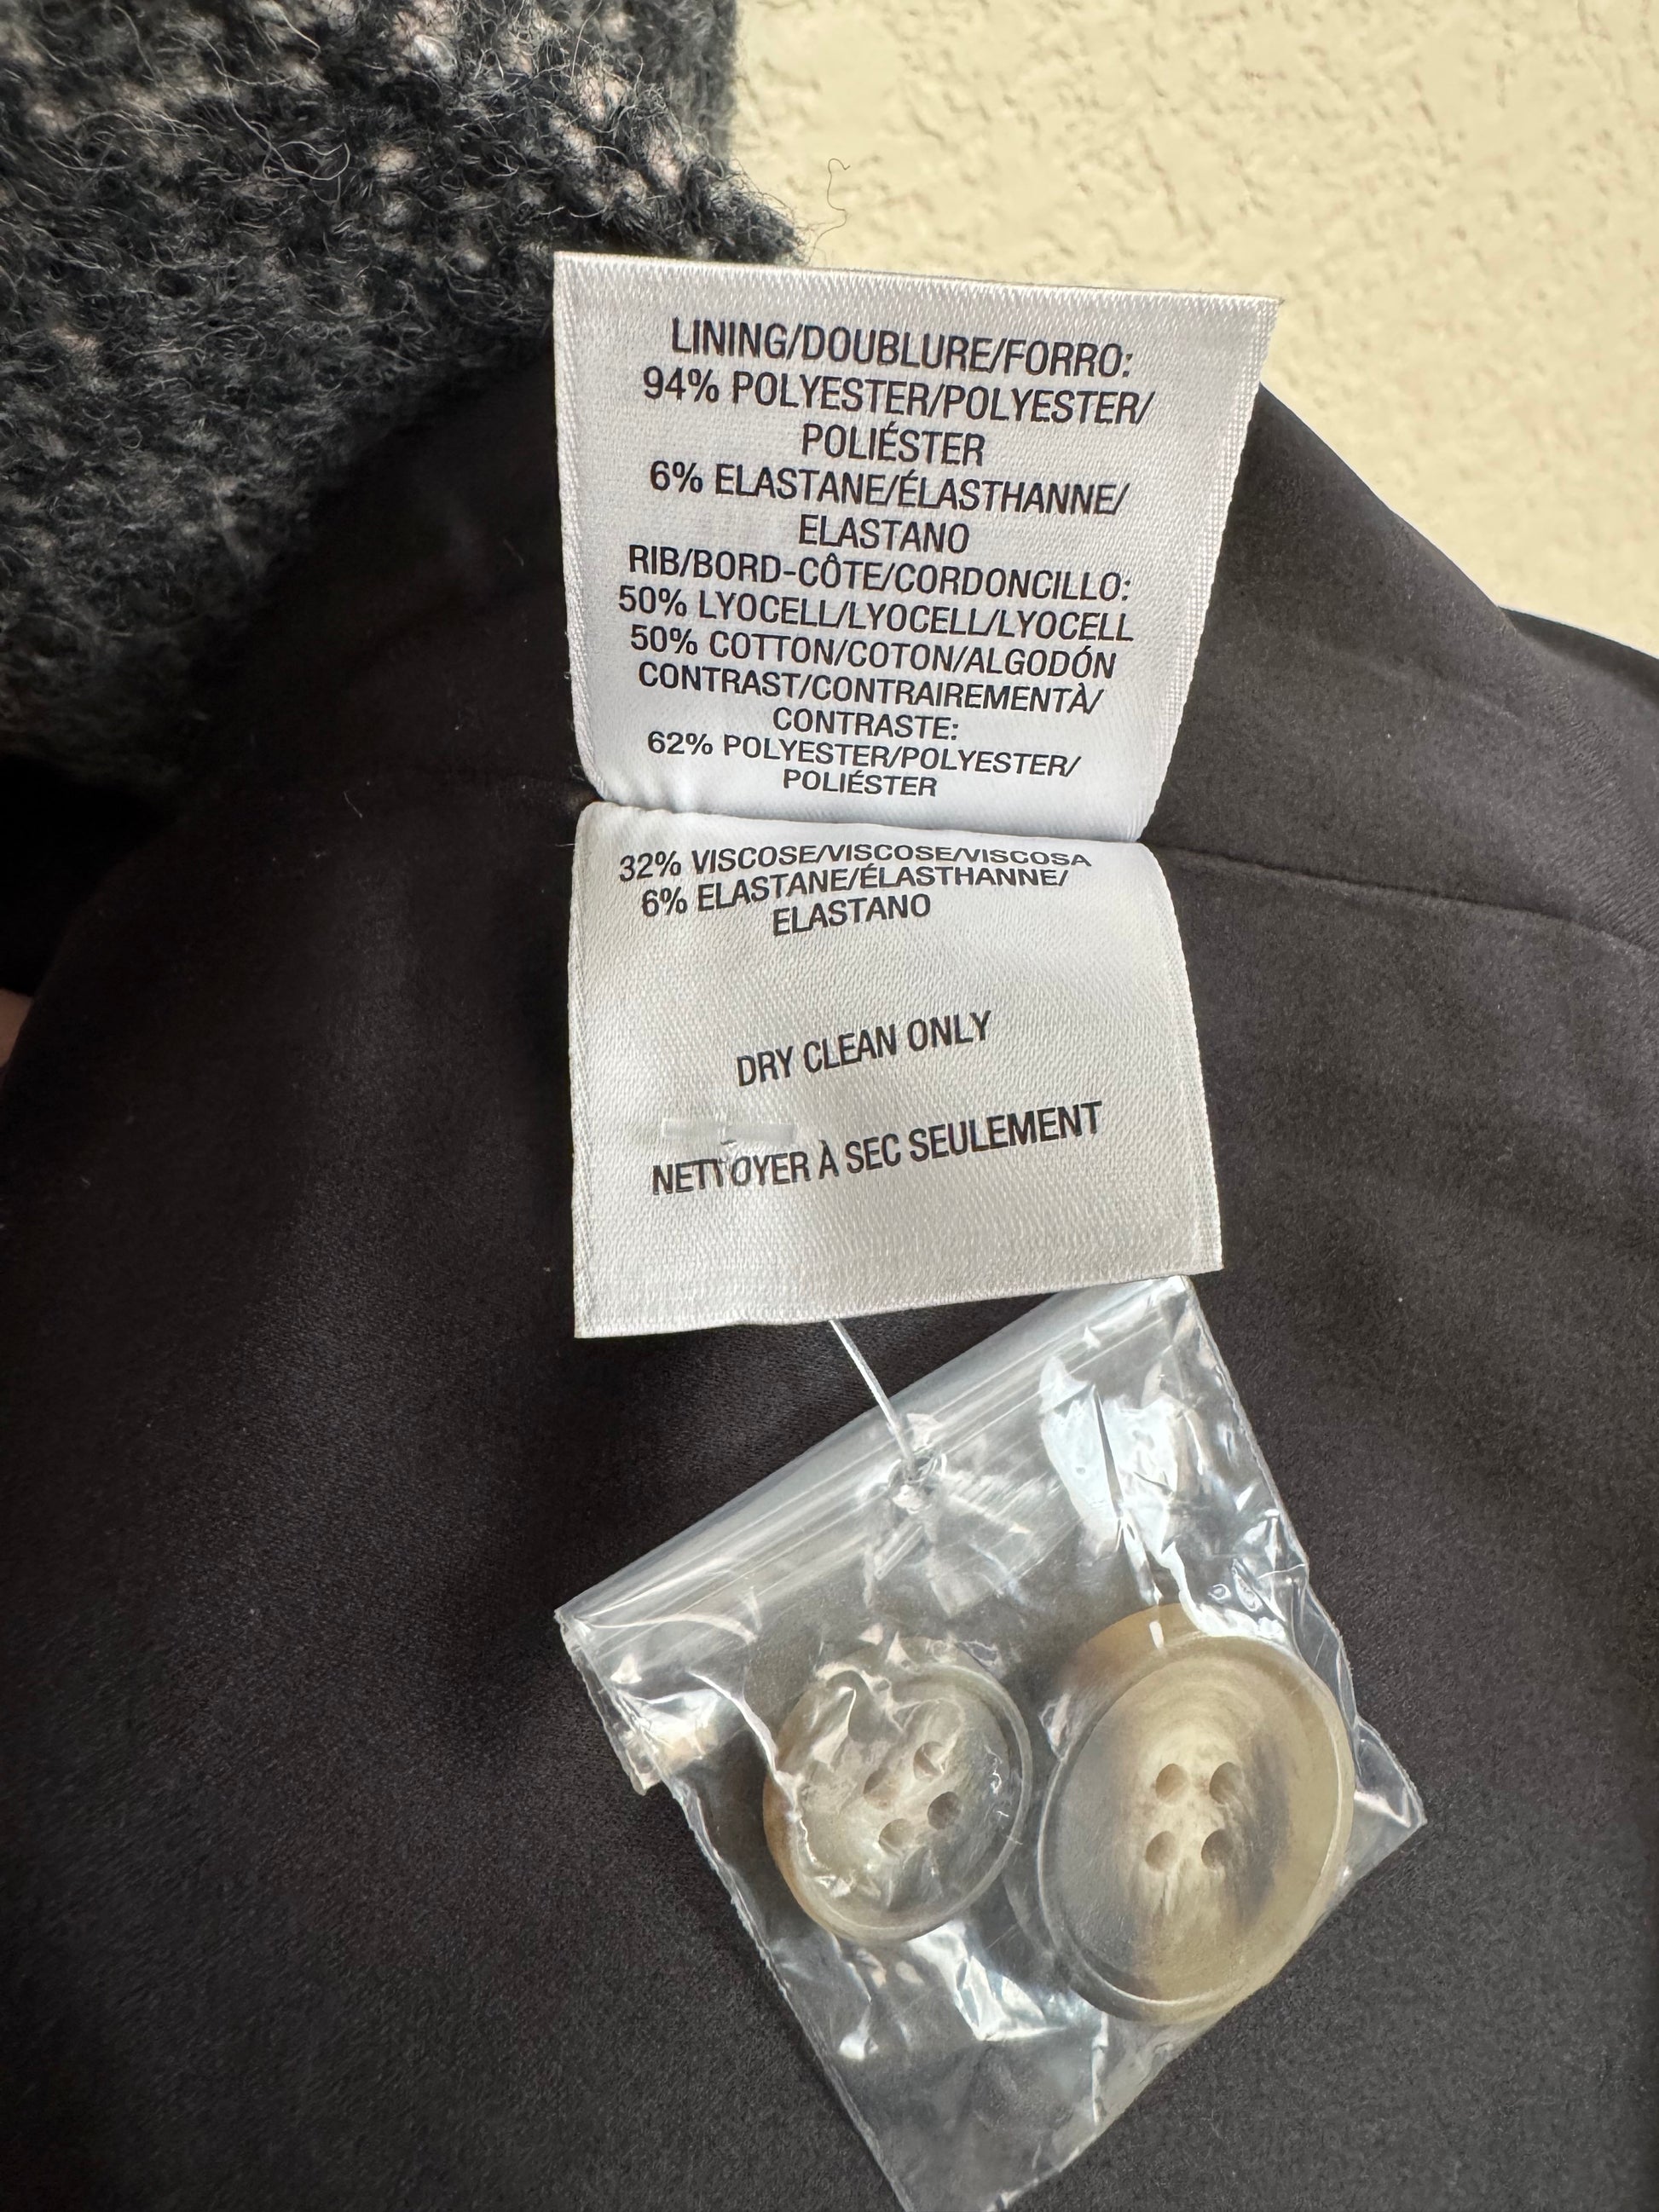 LINING/DOUBLURE/FORRO:
94% POLYESTER/POLYESTER/
POLIÉSTER
6% ELASTANE/ÉLASTHANNE/
ELASTANO
RIB/BORD-CÔTE/CORDONCILLO:
50% LYOCELL/LYOCELL/LYOCELL
50% COTTON/COTON/ALGODÓN
CONTRAST/CONTRAIREMENTÀ/
CONTRASTE:
62% POLYESTER/POLYESTER/
POLIÉSTER
32% VISCOSE/VISCOSE/VISCOSA
6% ELASTANE/ÉLASTHANNE/
ELASTANO
DRY CLEAN ONLY
NETTOYER À SEC SEULEMENT